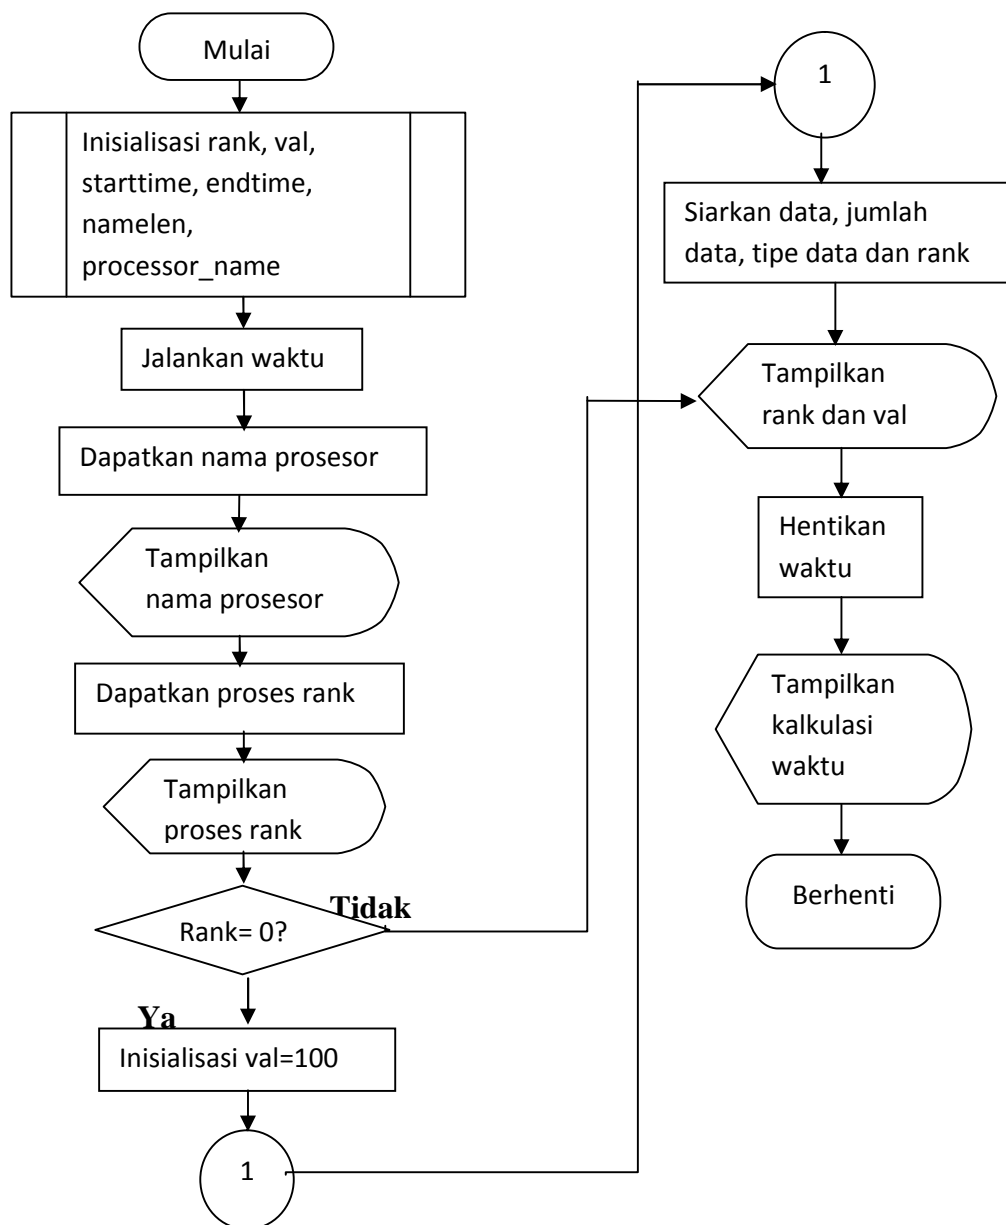 Mulai
Inisialisasi rank, val,
starttime, endtime,
namelen,
processor_name
Jalankan waktu
Dapatkan nama prosesor
Tampilkan
nama prosesor
Dapatkan proses rank
Tampilkan
proses rank
Rank= 0?
Tidak
Ya
Inisialisasi val=100
1
1
Siarkan data, jumlah
data, tipe data dan rank
Tampilkan
rank dan val
Hentikan
waktu
Tampilkan
kalkulasi
waktu
Berhenti